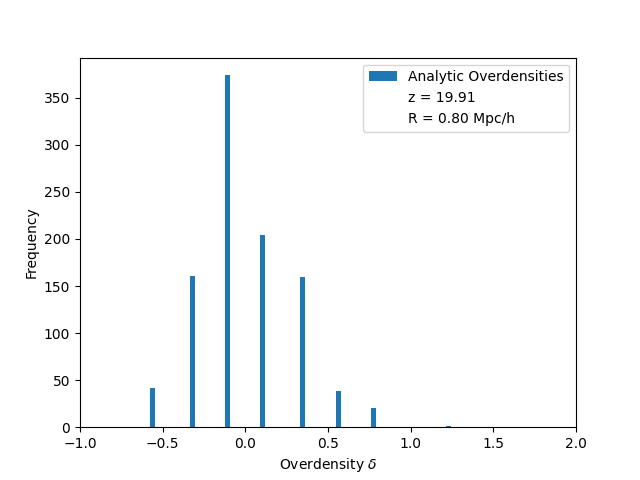 Analytic Overdensities
z = 19.91
R = 0.80 Mpc/h
350
300
250
200
150
100
50
0
Frequency
−1.0 −0.5 0.0 0.5 1.0 1.5 2.0
Overdensity δ